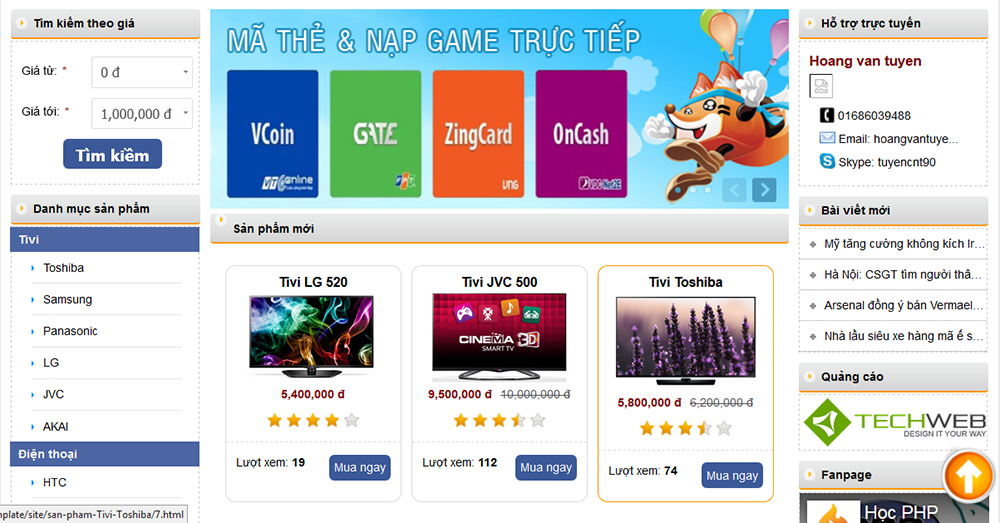 Tìm kiếm theo giá
Giá từ: *
0 đ
Giá tới: *
1,000,000 đ
Tìm kiếm
Danh mục sản phẩm
Tivi
Toshiba
Samsung
Panasonic
LG
JVC
AKAI
Điện thoại
HTC
mplate/site/san-pham-Tivi-Toshiba/7.html
MÃ THẺ & NẠP GAME TRỰC TIẾP
VCoin
GATE
FPT
ZingCard
VNG
OnCash
Sản phẩm mới
Tivi LG 520
5,400,000 đ
Lượt xem: 19
Mua ngay
Tivi JVC 500
CINEMA 3D
SMART TV
9,500,000 đ 10,000,000 đ
Lượt xem: 112
Mua ngay
Tivi Toshiba
5,800,000 đ 6,200,000 đ
Lượt xem: 74
Mua ngay
Hỗ trợ trực tuyến
Hoang van tuyen
01686039488
Email: hoangvantuye...
Skype: tuyencnt90
Bài viết mới
Mỹ tăng cường không kích Ir...
Hà Nội: CSGT tìm người thâ...
Arsenal đồng ý bán Vermael...
Nhà lầu siêu xe hàng mã ế s...
Quảng cáo
TECHWEB
DESIGN IT YOUR WAY
Fanpage
Học PHP